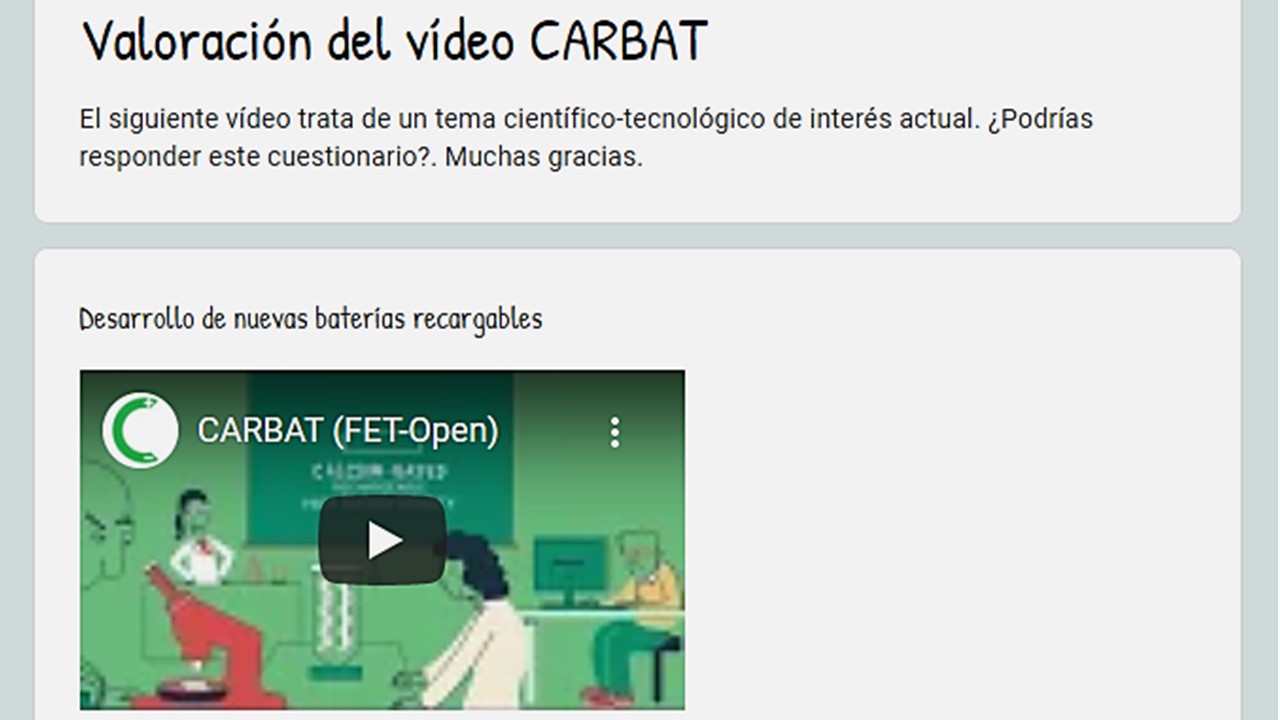 Valoración del vídeo CARBAT
El siguiente vídeo trata de un tema científico-tecnológico de interés actual. ¿Podrías
responder este cuestionario?. Muchas gracias.
Desarrollo de nuevas baterías recargables
CARBAT (FET-Open)
CALCIUM-BASED